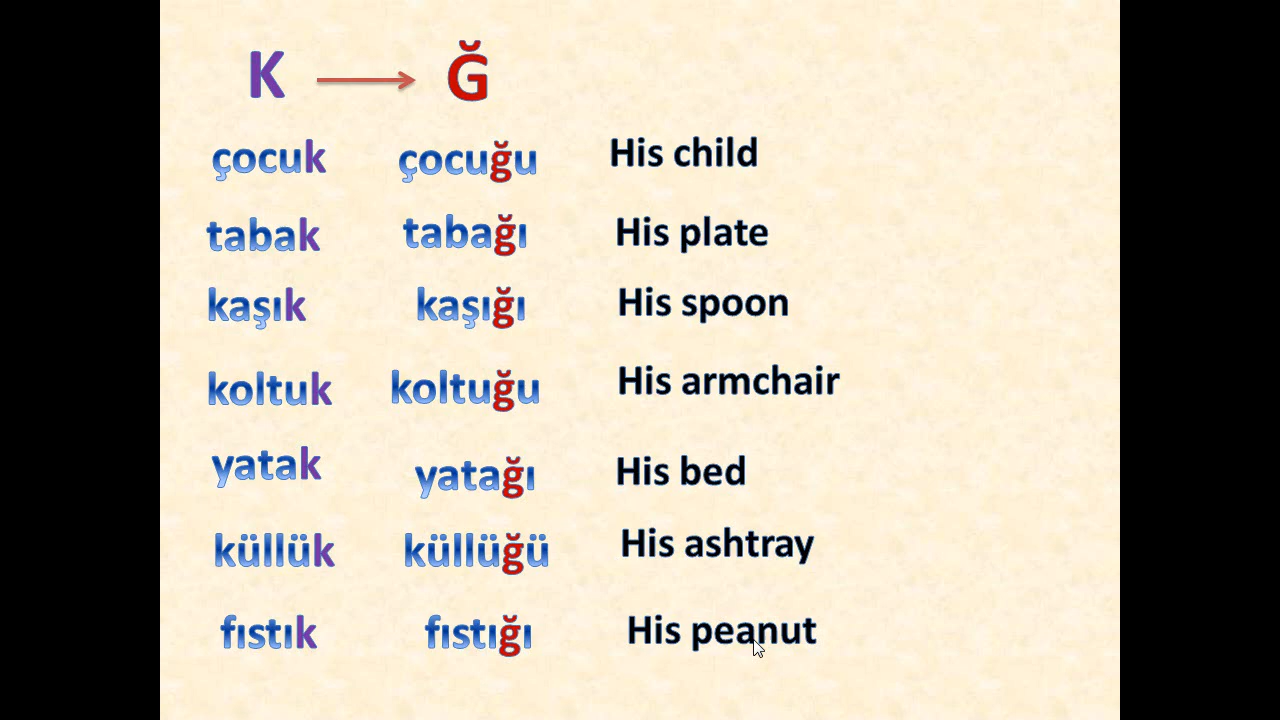 K Ğ
çocuk çocuğu His child
tabak tabağı His plate
kaşık kaşığı His spoon
koltuk koltuğu His armchair
yatak yatağı His bed
küllük küllüğü His ashtray
fıstık fıstığı His peanut